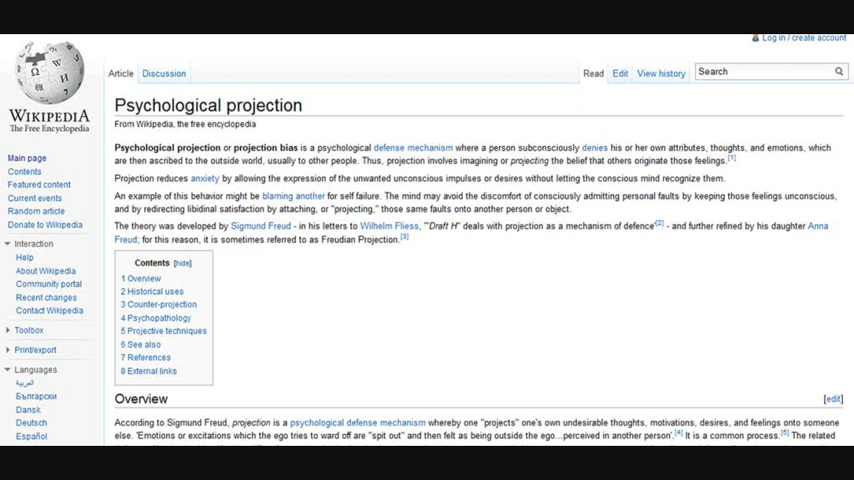 Log in / create account
WIKIPEDIA
The Free Encyclopedia
Main page
Contents
Featured content
Current events
Random article
Donate to Wikipedia
Interaction
Help
About Wikipedia
Community portal
Recent changes
Contact Wikipedia
Toolbox
Print/export
Languages
العربية
Български
Dansk
Deutsch
Español
Article Discussion Read Edit View history Search
Psychological projection
From Wikipedia, the free encyclopedia
Psychological projection or projection bias is a psychological defense mechanism where a person subconsciously denies his or her own attributes, thoughts, and emotions, which
are then ascribed to the outside world, usually to other people. Thus, projection involves imagining or projecting the belief that others originate those feelings.[1]
Projection reduces anxiety by allowing the expression of the unwanted unconscious impulses or desires without letting the conscious mind recognize them.
An example of this behavior might be blaming another for self failure. The mind may avoid the discomfort of consciously admitting personal faults by keeping those feelings unconscious,
and by redirecting libidinal satisfaction by attaching, or "projecting," those same faults onto another person or object.
The theory was developed by Sigmund Freud - in his letters to Wilhelm Fliess, '"Draft H" deals with projection as a mechanism of defence'[2] - and further refined by his daughter Anna
Freud; for this reason, it is sometimes referred to as Freudian Projection.[3]
Contents [hide]
1 Overview
2 Historical uses
3 Counter-projection
4 Psychopathology
5 Projective techniques
6 See also
7 References
8 External links
Overview [edit]
According to Sigmund Freud, projection is a psychological defense mechanism whereby one "projects" one's own undesirable thoughts, motivations, desires, and feelings onto someone
else. 'Emotions or excitations which the ego tries to ward off are "spit out" and then felt as being outside the ego...perceived in another person'.[4] It is a common process.[5] The related